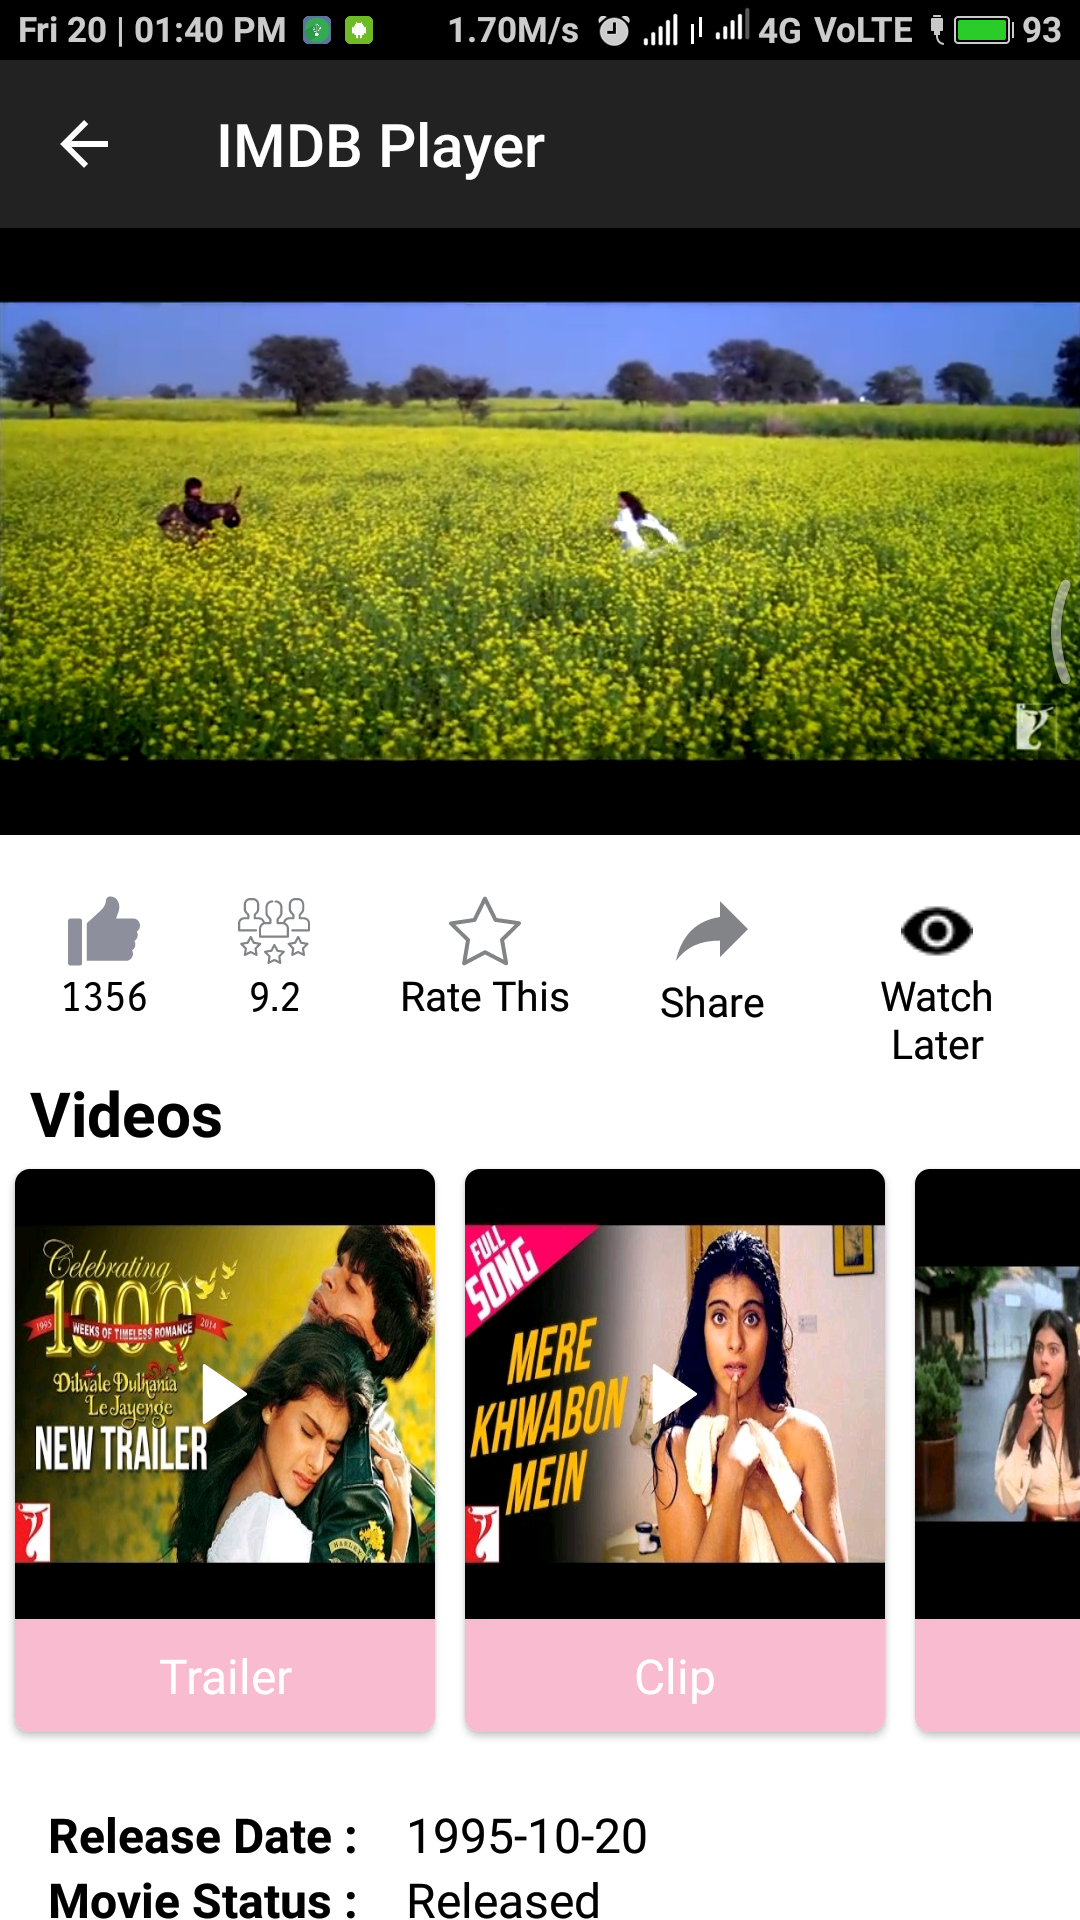 Fri 20 | 01:40 PM 1.70M/s 4G VoLTE 93
IMDB Player
1356
9.2
Rate This
Share
Watch
Later
Videos
Celebrating
1000
1995 WEEKS OF TIMELESS ROMANCE 2014
Dilwale Dulhania
Le Jayenge
NEW TRAILER
Trailer
FULL
SONG
MERE
KHWABON
MEIN
Clip
Release Date : 1995-10-20
Movie Status : Released